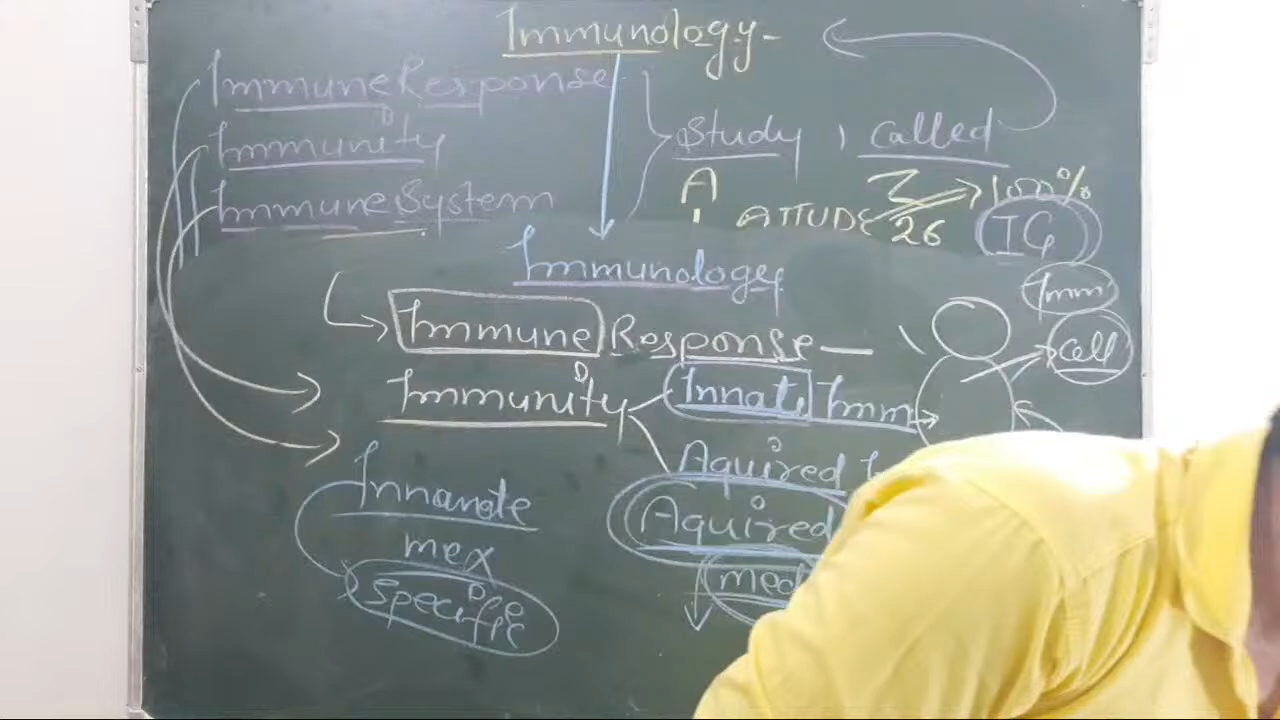 Immunology
Immune Response
Immunity
Immune System
Study, called
A
ATTUDE 26 100%
IG
Immunology
Imm
Immune Response
Cell
Immunity Innate Imm
Aquired
Innanate
Aquired
mex
med
Specific